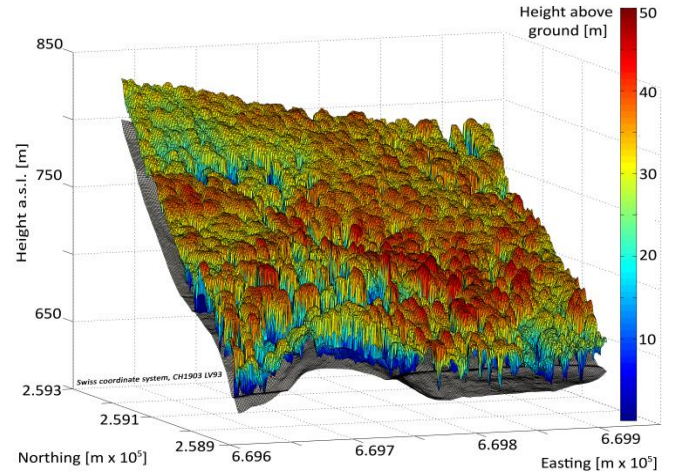 Height above
ground [m]
50
40
30
20
10
850
750
650
Height a.s.l. [m]
Swiss coordinate system, CH1903 LV93
2.593
2.591
2.589
Northing [m x 10⁵]
6.696
6.697
6.698
6.699
Easting [m x 10⁵]